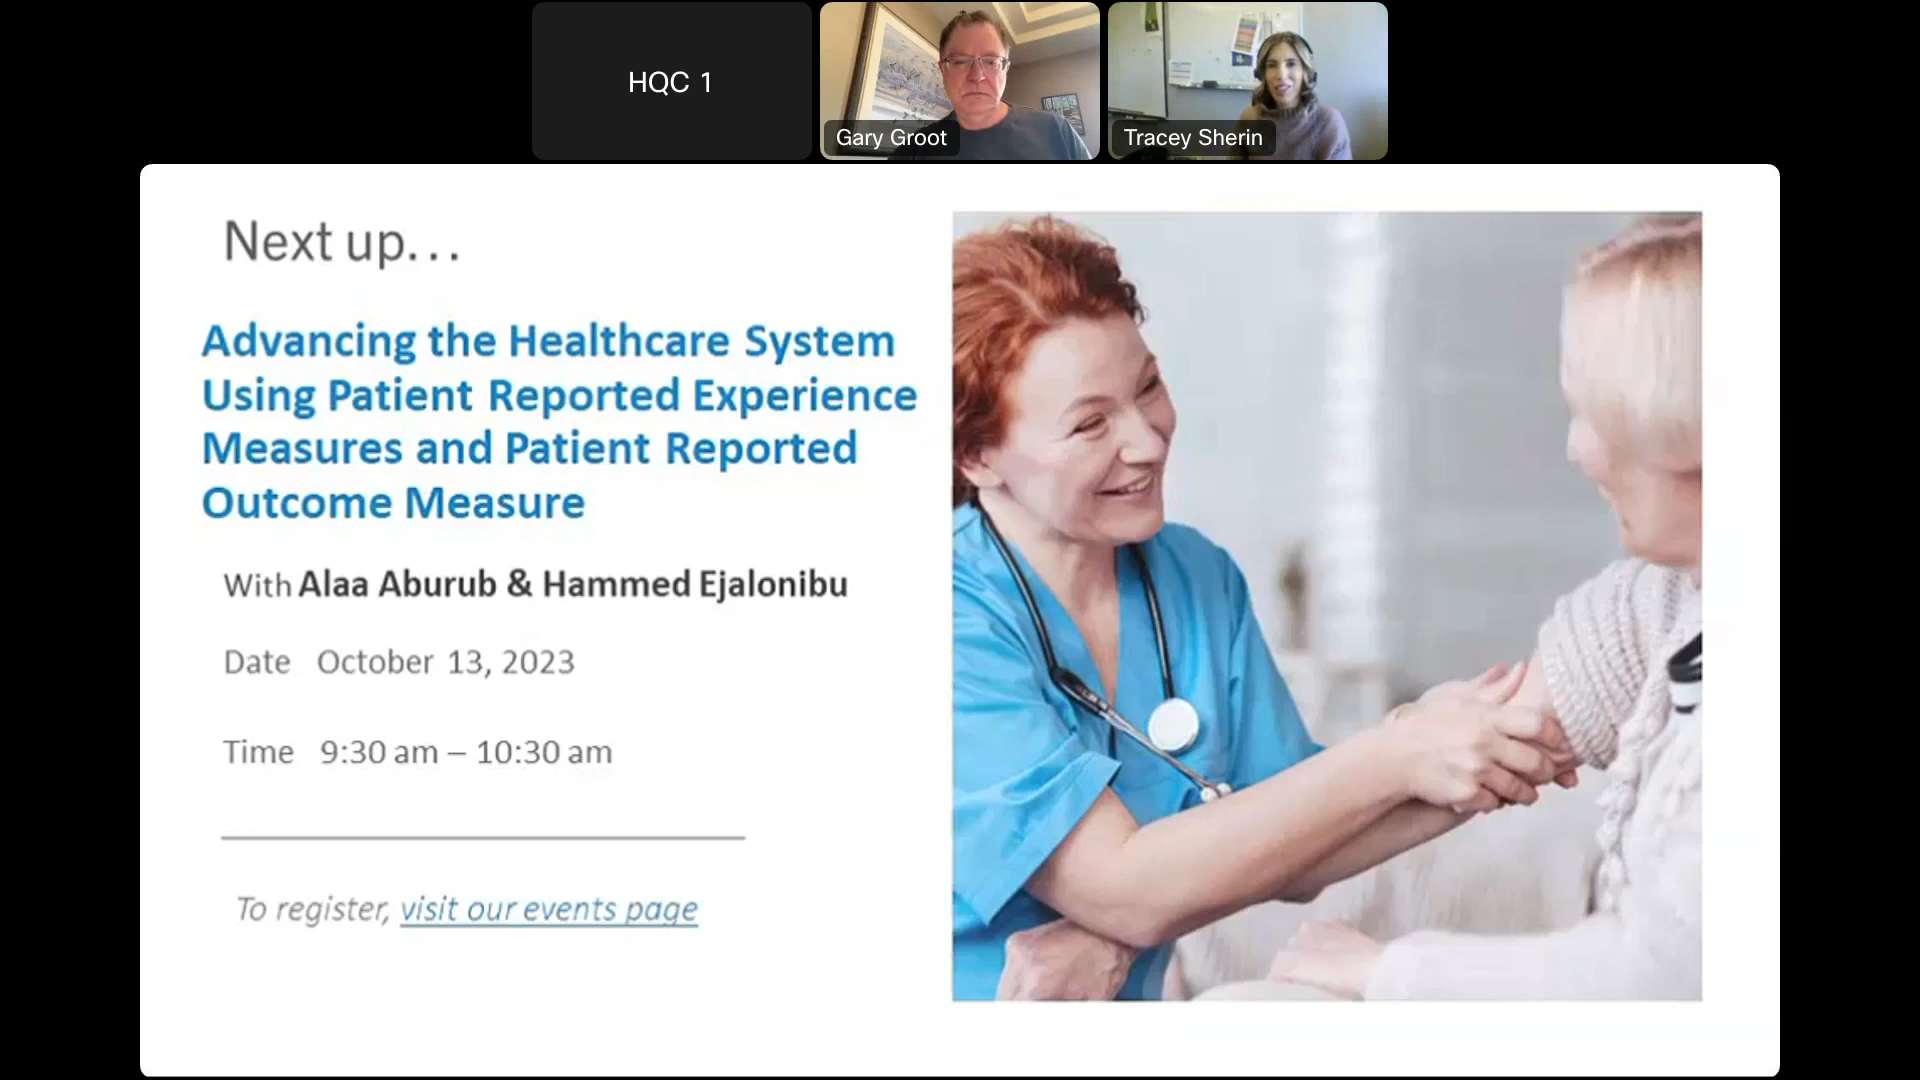 HQC 1
Gary Groot
Tracey Sherin
Next up...
Advancing the Healthcare System
Using Patient Reported Experience
Measures and Patient Reported
Outcome Measure
With Alaa Aburub & Hammed Ejalonibu
Date October 13, 2023
Time 9:30 am – 10:30 am
To register, visit our events page